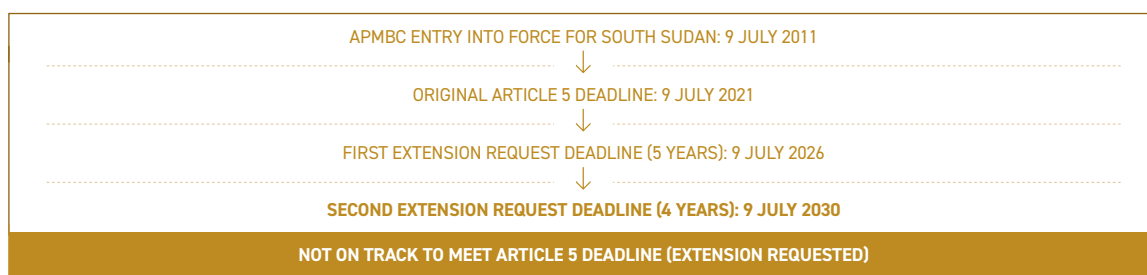 APMBC ENTRY INTO FORCE FOR SOUTH SUDAN: 9 JULY 2011
ORIGINAL ARTICLE 5 DEADLINE: 9 JULY 2021
FIRST EXTENSION REQUEST DEADLINE (5 YEARS): 9 JULY 2026
SECOND EXTENSION REQUEST DEADLINE (4 YEARS): 9 JULY 2030
NOT ON TRACK TO MEET ARTICLE 5 DEADLINE (EXTENSION REQUESTED)